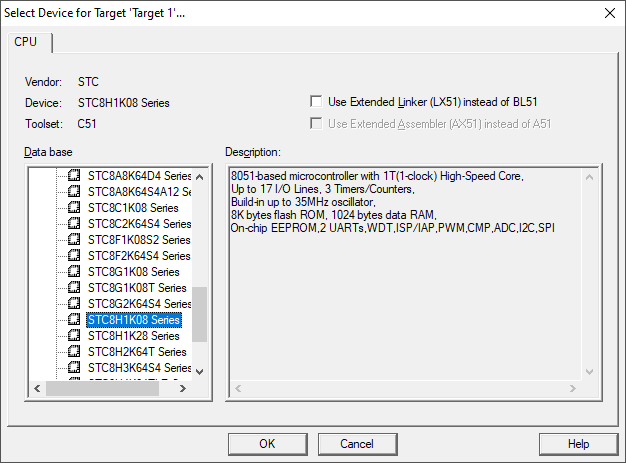 Select Device for Target 'Target 1'...
CPU
Vendor: STC
Device: STC8H1K08 Series
Toolset: C51
Use Extended Linker (LX51) instead of BL51
Use Extended Assembler (AX51) instead of A51
Data base
STC8A8K64D4 Series
STC8A8K64S4A12 Se
STC8C1K08 Series
STC8C2K64S4 Series
STC8F1K08S2 Series
STC8F2K64S4 Series
STC8G1K08 Series
STC8G1K08T Series
STC8G2K64S4 Series
STC8H1K08 Series
STC8H1K28 Series
STC8H2K64T Series
STC8H3K64S4 Series
Description:
8051-based microcontroller with 1T(1-clock) High-Speed Core,
Up to 17 I/O Lines, 3 Timers/Counters,
Build-in up to 35MHz oscillator,
8K bytes flash ROM, 1024 bytes data RAM,
On-chip EEPROM,2 UARTs,WDT,ISP/IAP,PWM,CMP,ADC,I2C,SPI
OK
Cancel
Help